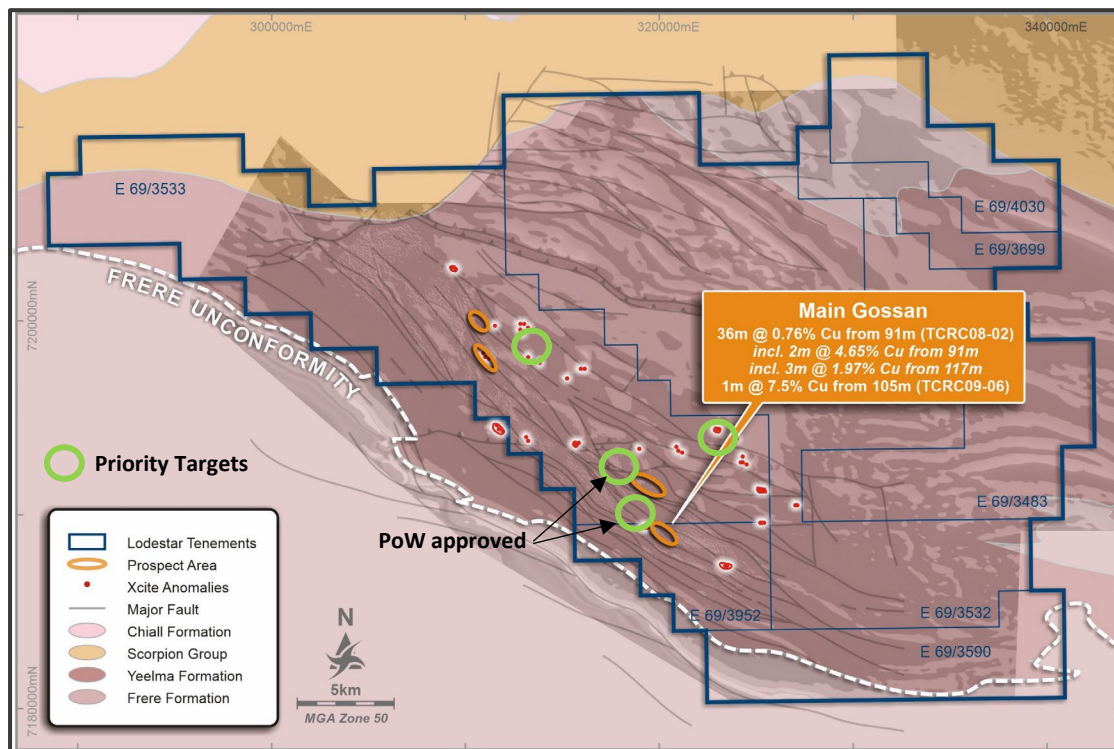 300000mE
320000mE
340000mE
E 69/3533
E 69/4030
E 69/3699
7200000mN
FRERE UNCONFORMITY
Main Gossan
36m @ 0.76% Cu from 91m (TCRC08-02)
incl. 2m @ 4.65% Cu from 91m
incl. 3m @ 1.97% Cu from 117m
1m @ 7.5% Cu from 105m (TCRC09-06)
Priority Targets
E 69/3483
PoW approved
Lodestar Tenements
Prospect Area
Xcite Anomalies
Major Fault
Chiall Formation
Scorpion Group
Yeelma Formation
Frere Formation
N
5km
MGA Zone 50
E 69/3952
E 69/3532
E 69/3590
7180000mN